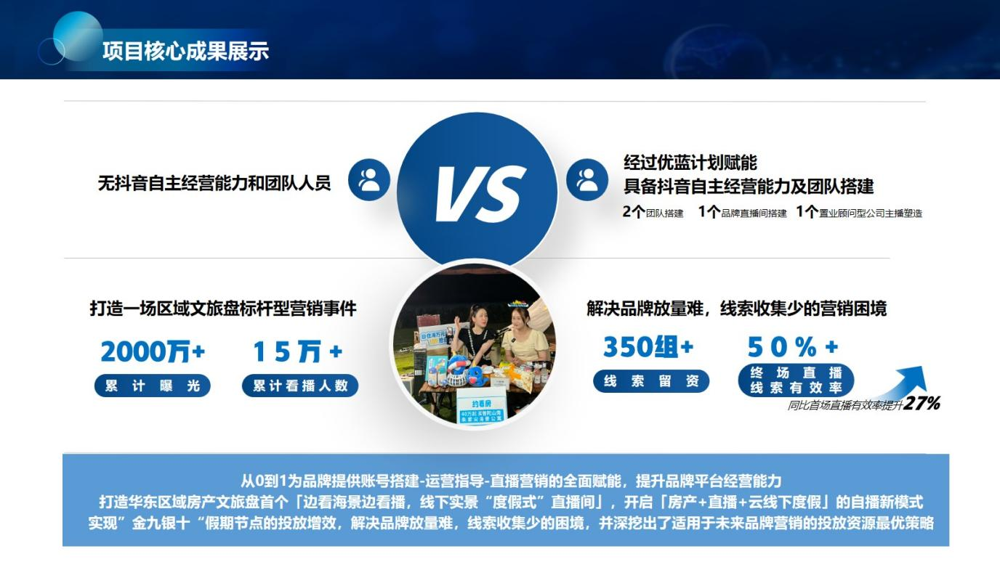 项目核心成果展示
无抖音自主经营能力和团队人员
VS
经过优蓝计划赋能
具备抖音自主经营能力及团队搭建
2个团队搭建 1个品牌直播间搭建 1个置业顾问型公司主播塑造
打造一场区域文旅盘标杆型营销事件
2000万+
累计曝光
15万+
累计看播人数
约看房
40万起 买普陀山旁
朱家尖海景公寓
解决品牌放量难，线索收集少的营销困境
350组+
线索留资
50%+
终场直播
线索有效率
同比首场直播有效率提升27%
从0到1为品牌提供账号搭建-运营指导-直播营销的全面赋能，提升品牌平台经营能力
打造华东区域房产文旅盘首个「边看海景边看播，线下实景“度假式”直播间」，开启「房产+直播+云线下度假」的自播新模式
实现”金九银十“假期节点的投放增效，解决品牌放量难，线索收集少的困境，并深挖出了适用于未来品牌营销的投放资源最优策略